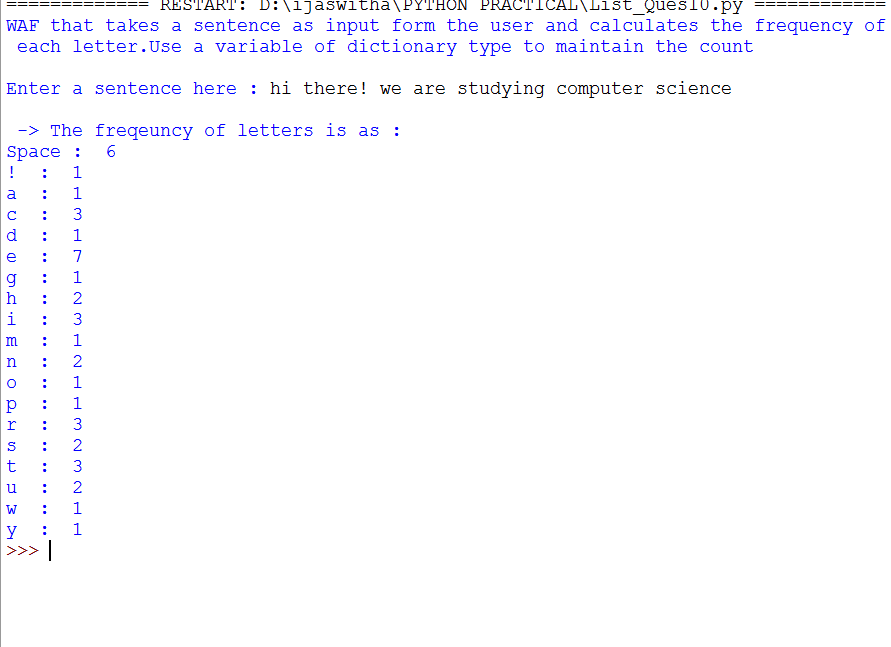 ============= RESTART: D:\ijaswitha\PYTHON PRACTICAL\List_Ques10.py ============
WAF that takes a sentence as input form the user and calculates the frequency of
each letter.Use a variable of dictionary type to maintain the count
Enter a sentence here : hi there! we are studying computer science
-> The freqeuncy of letters is as :
Space :  6
!  :  1
a  :  1
c  :  3
d  :  1
e  :  7
g  :  1
h  :  2
i  :  3
m  :  1
n  :  2
o  :  1
p  :  1
r  :  3
s  :  2
t  :  3
u  :  2
w  :  1
y  :  1
>>>